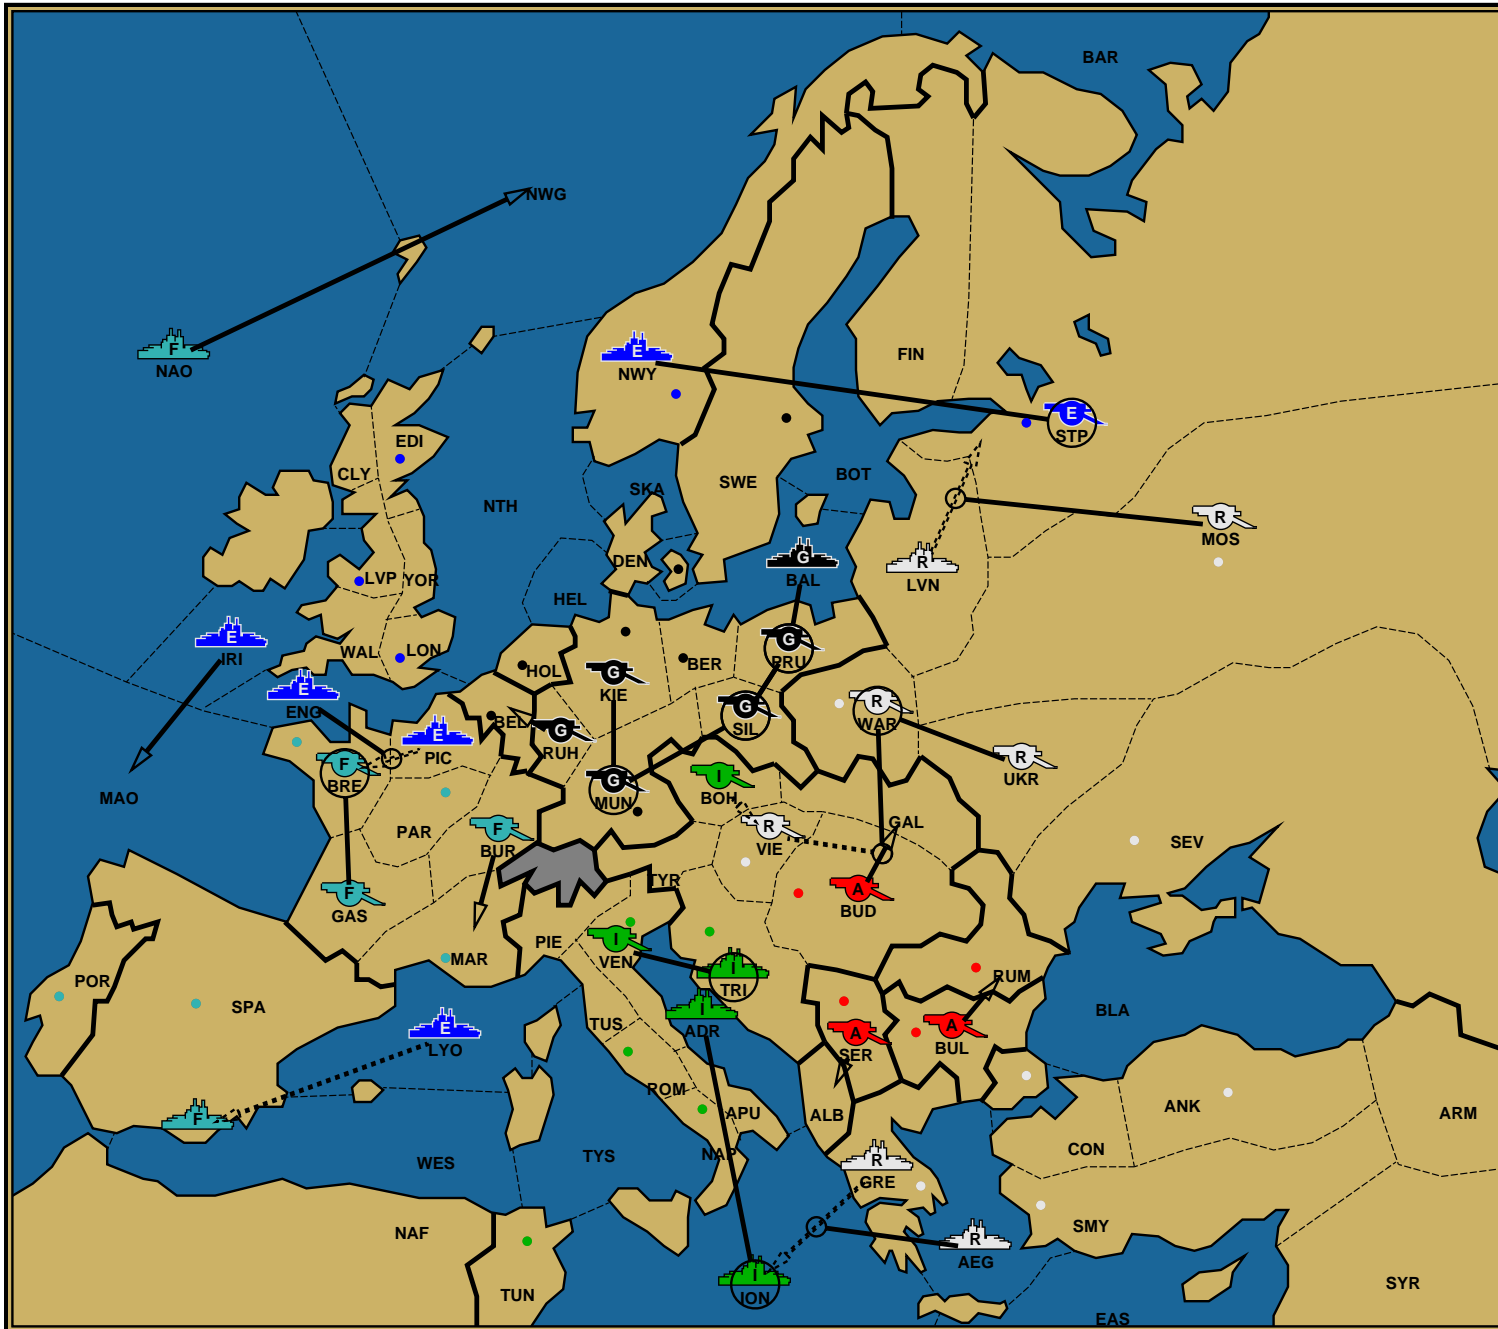 BAR
NWG
F
NAO
E
NWY
FIN
E
STP
EDI
CLY
NTH
SKA
SWE
BOT
R
MOS
DEN
G
BAL
R
LVN
LVP
YOR
HEL
E
IRI
WAL
LON
HOL
BER
G
PRU
G
KIE
E
ENG
E
PIC
BEL
G
RUH
G
SIL
R
WAR
R
UKR
F
BRE
MAO
G
MUN
I
BOH
R
VIE
GAL
SEV
PAR
F
BUR
F
GAS
TYR
A
BUD
PIE
I
VEN
MAR
POR
SPA
I
TRI
RUM
BLA
E
LYO
TUS
I
ADR
A
SER
A
BUL
ROM
APU
ALB
ANK
ARM
F
CON
WES
TYS
NAP
R
GRE
SMY
NAF
R
AEG
I
ION
TUN
SYR
EAS